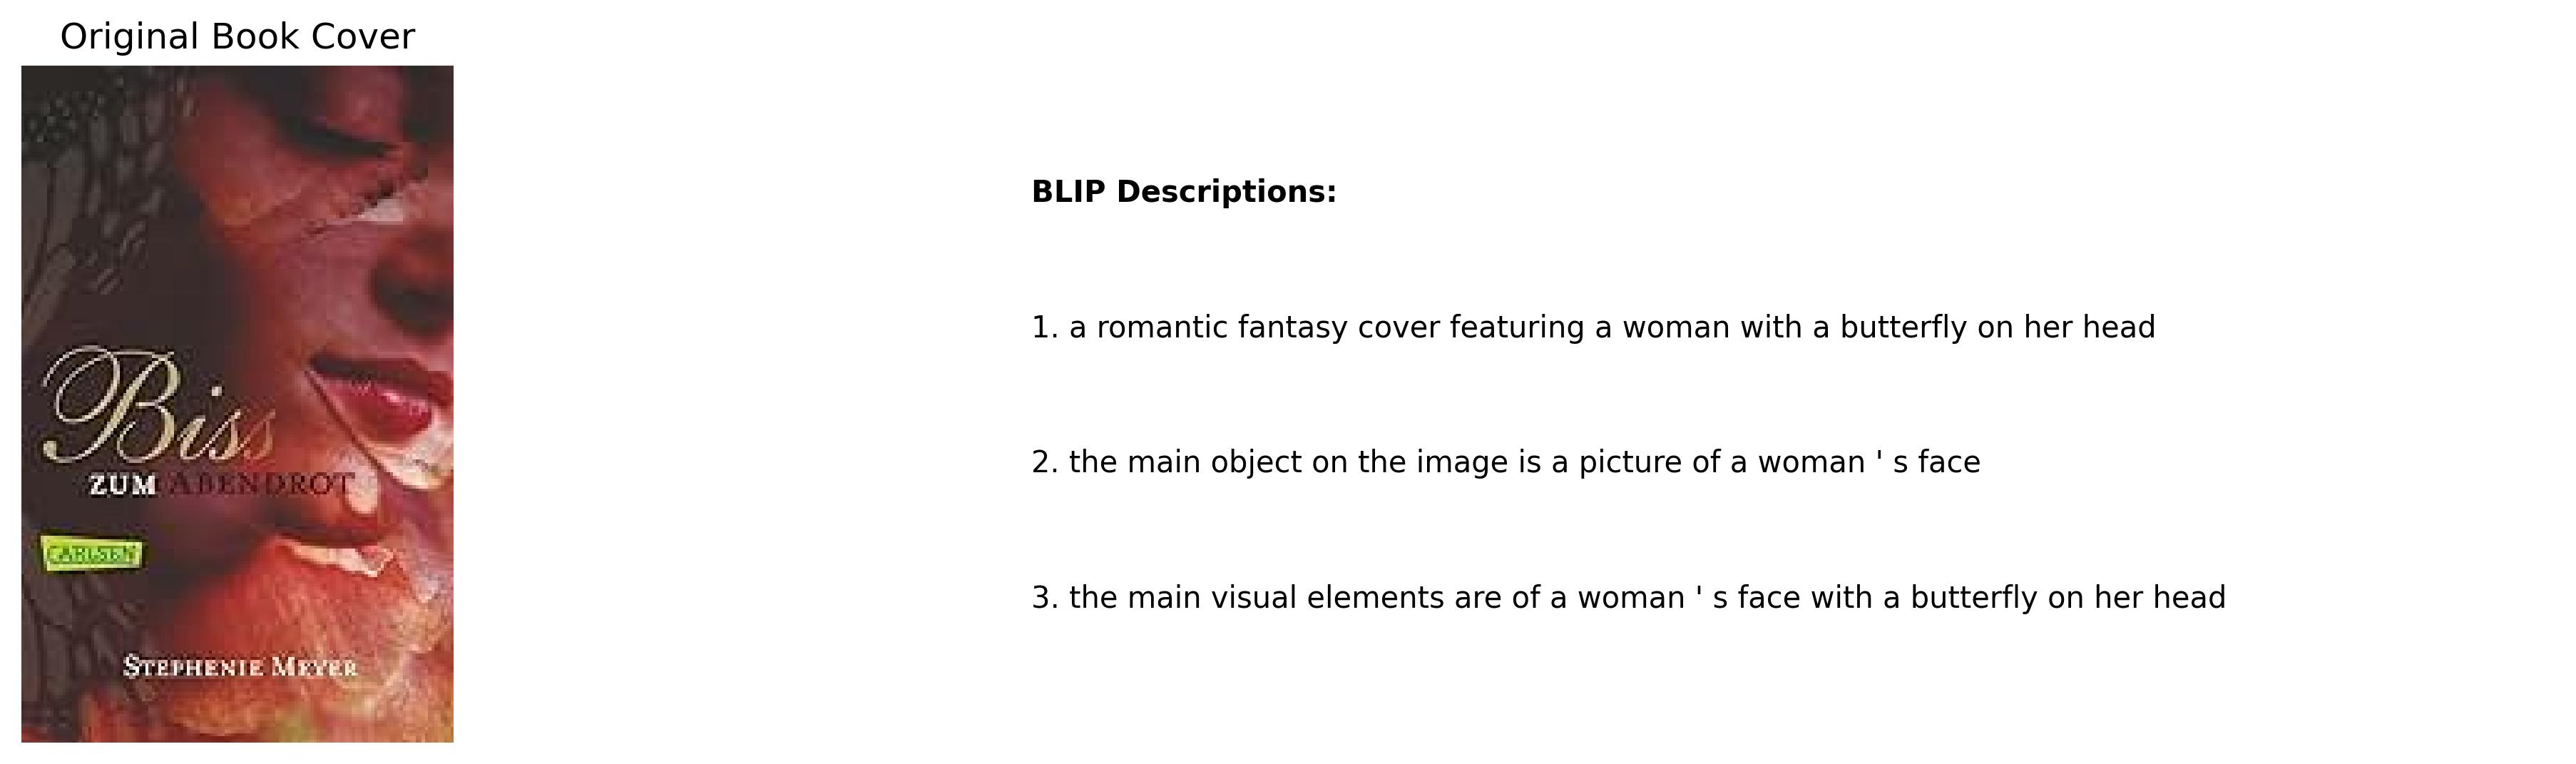 Original Book Cover
Biss
ZUM ABENDROT
CARLSEN
STEPHENIE MEYER
BLIP Descriptions:
1. a romantic fantasy cover featuring a woman with a butterfly on her head
2. the main object on the image is a picture of a woman ' s face
3. the main visual elements are of a woman ' s face with a butterfly on her head